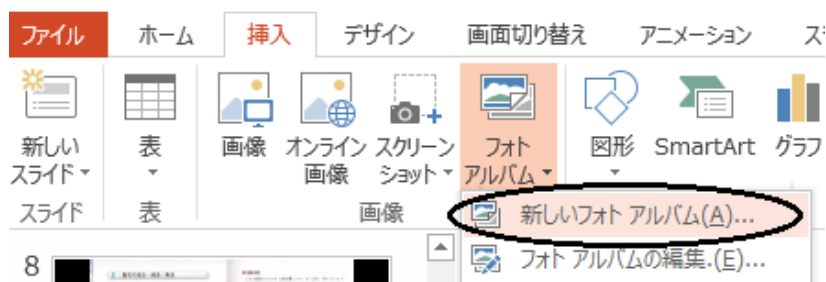 ファイル ホーム 挿入 デザイン 画面切り替え アニメーション
新しい
スライド
表
画像
オンライン
画像
スクリーン
ショット
フォト
アルバム
図形
SmartArt
グラフ
スライド 表 画像
新しいフォト アルバム(A)...
フォト アルバムの編集.(E)...
8